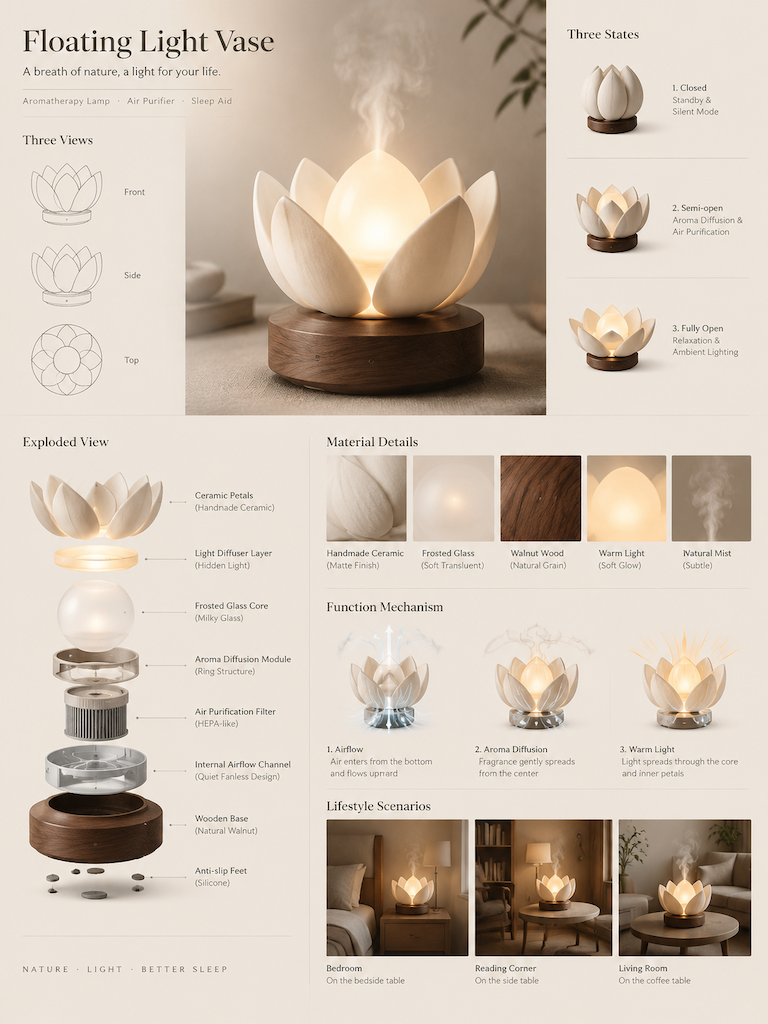 Floating Light Vase
A breath of nature, a light for your life.
Aromatherapy Lamp · Air Purifier · Sleep Aid
Three Views
Front
Side
Top
Three States
1. Closed
Standby &
Silent Mode
2. Semi-open
Aroma Diffusion &
Air Purification
3. Fully Open
Relaxation &
Ambient Lighting
Exploded View
Ceramic Petals
(Handmade Ceramic)
Light Diffuser Layer
(Hidden Light)
Frosted Glass Core
(Milky Glass)
Aroma Diffusion Module
(Ring Structure)
Air Purification Filter
(HEPA-like)
Internal Airflow Channel
(Quiet Fanless Design)
Wooden Base
(Natural Walnut)
Anti-slip Feet
(Silicone)
NATURE · LIGHT · BETTER SLEEP
Material Details
Handmade Ceramic
(Matte Finish)
Frosted Glass
(Soft Transluent)
Walnut Wood
(Natural Grain)
Warm Light
(Soft Glow)
Natural Mist
(Subtle)
Function Mechanism
1. Airflow
Air enters from the bottom
and flows upward
2. Aroma Diffusion
Fragrance gently spreads
from the center
3. Warm Light
Light spreads through the core
and inner petals
Lifestyle Scenarios
Bedroom
On the bedside table
Reading Corner
On the side table
Living Room
On the coffee table